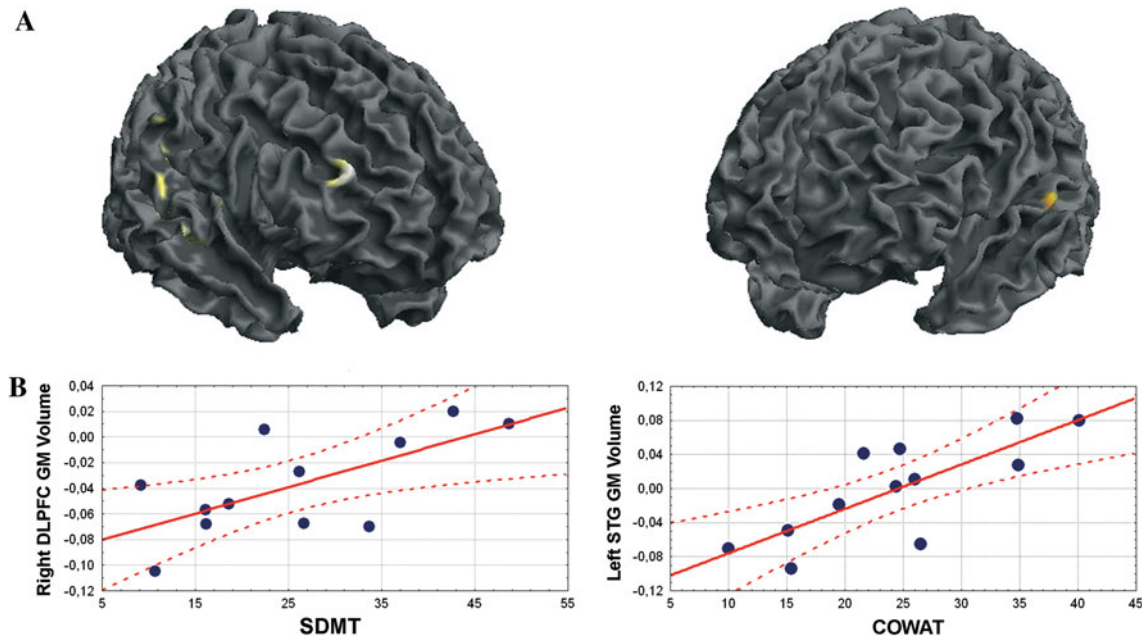 A
B
Right DLPFC GM Volume
0,04
0,02
0,00
-0,02
-0,04
-0,06
-0,08
-0,10
-0,12
5 15 25 35 45 55
SDMT
Left STG GM Volume
0,12
0,08
0,04
0,00
-0,04
-0,08
-0,12
5 10 15 20 25 30 35 40 45
COWAT